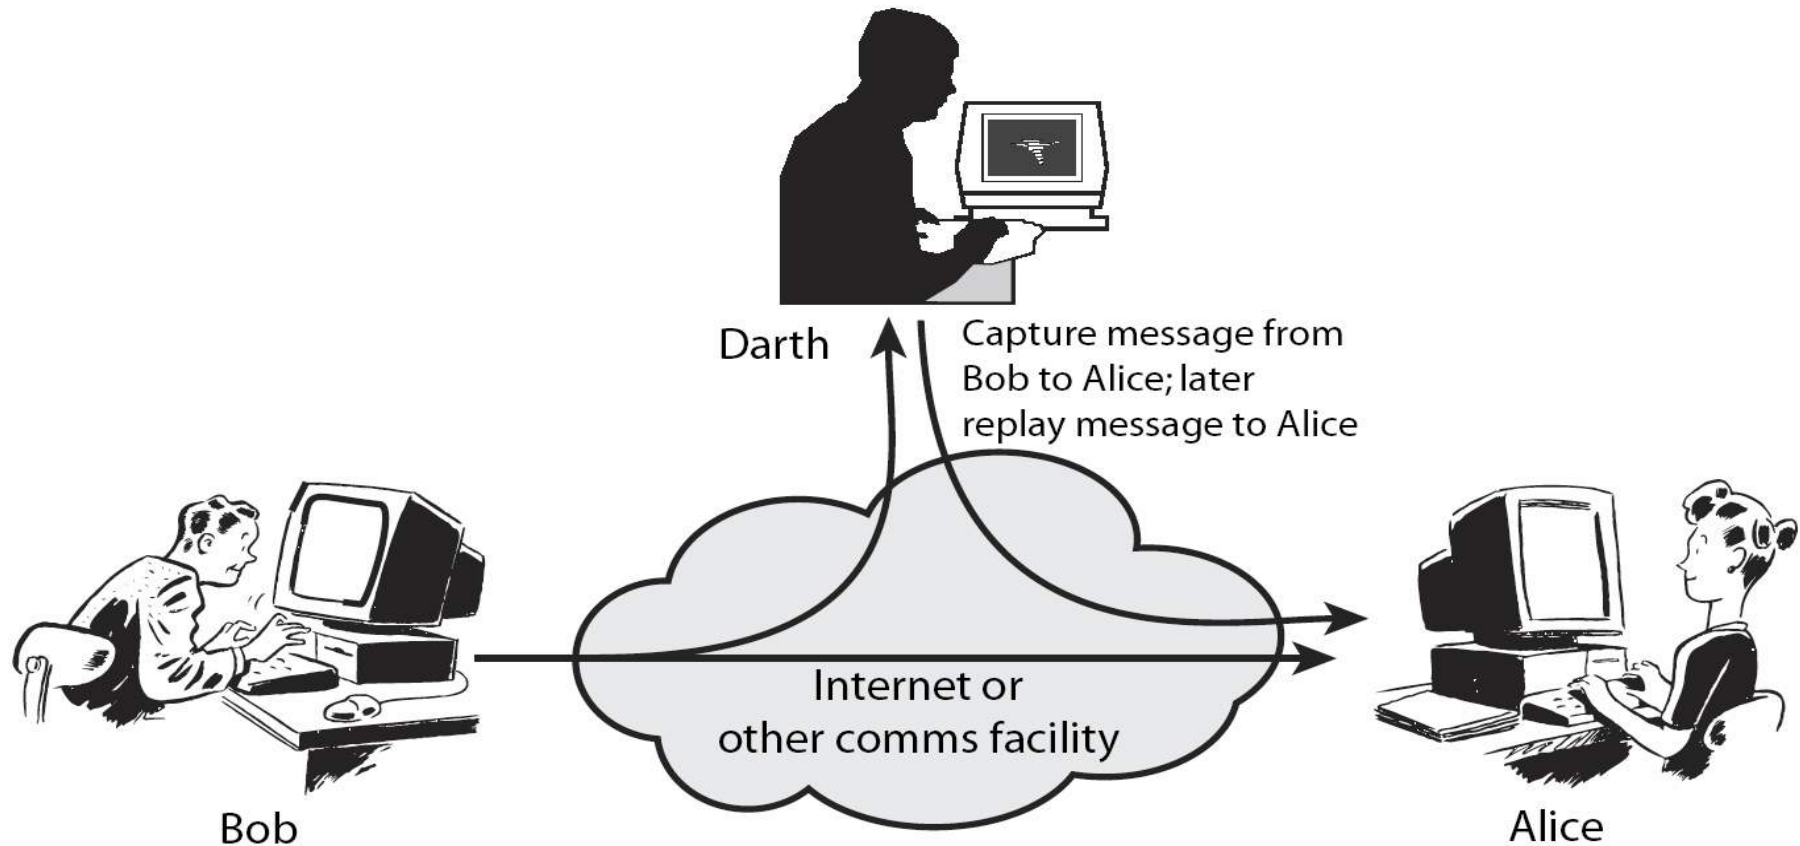 Darth
Capture message from
Bob to Alice; later
replay message to Alice
Internet or
other comms facility
Bob
Alice